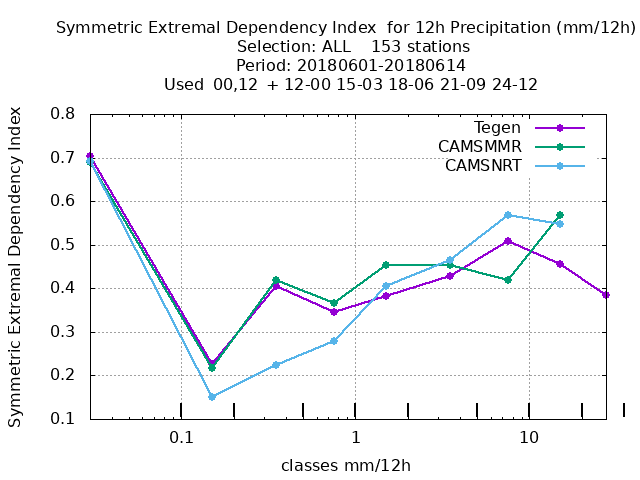 Symmetric Extremal Dependency Index  for 12h Precipitation (mm/12h)
Selection: ALL    153 stations
Period: 20180601-20180614
Used  00,12  + 12-00 15-03 18-06 21-09 24-12
Symmetric Extremal Dependency Index
0.8
0.7
0.6
0.5
0.4
0.3
0.2
0.1
Tegen
CAMSMMR
CAMSNRT
0.1 1 10
classes mm/12h